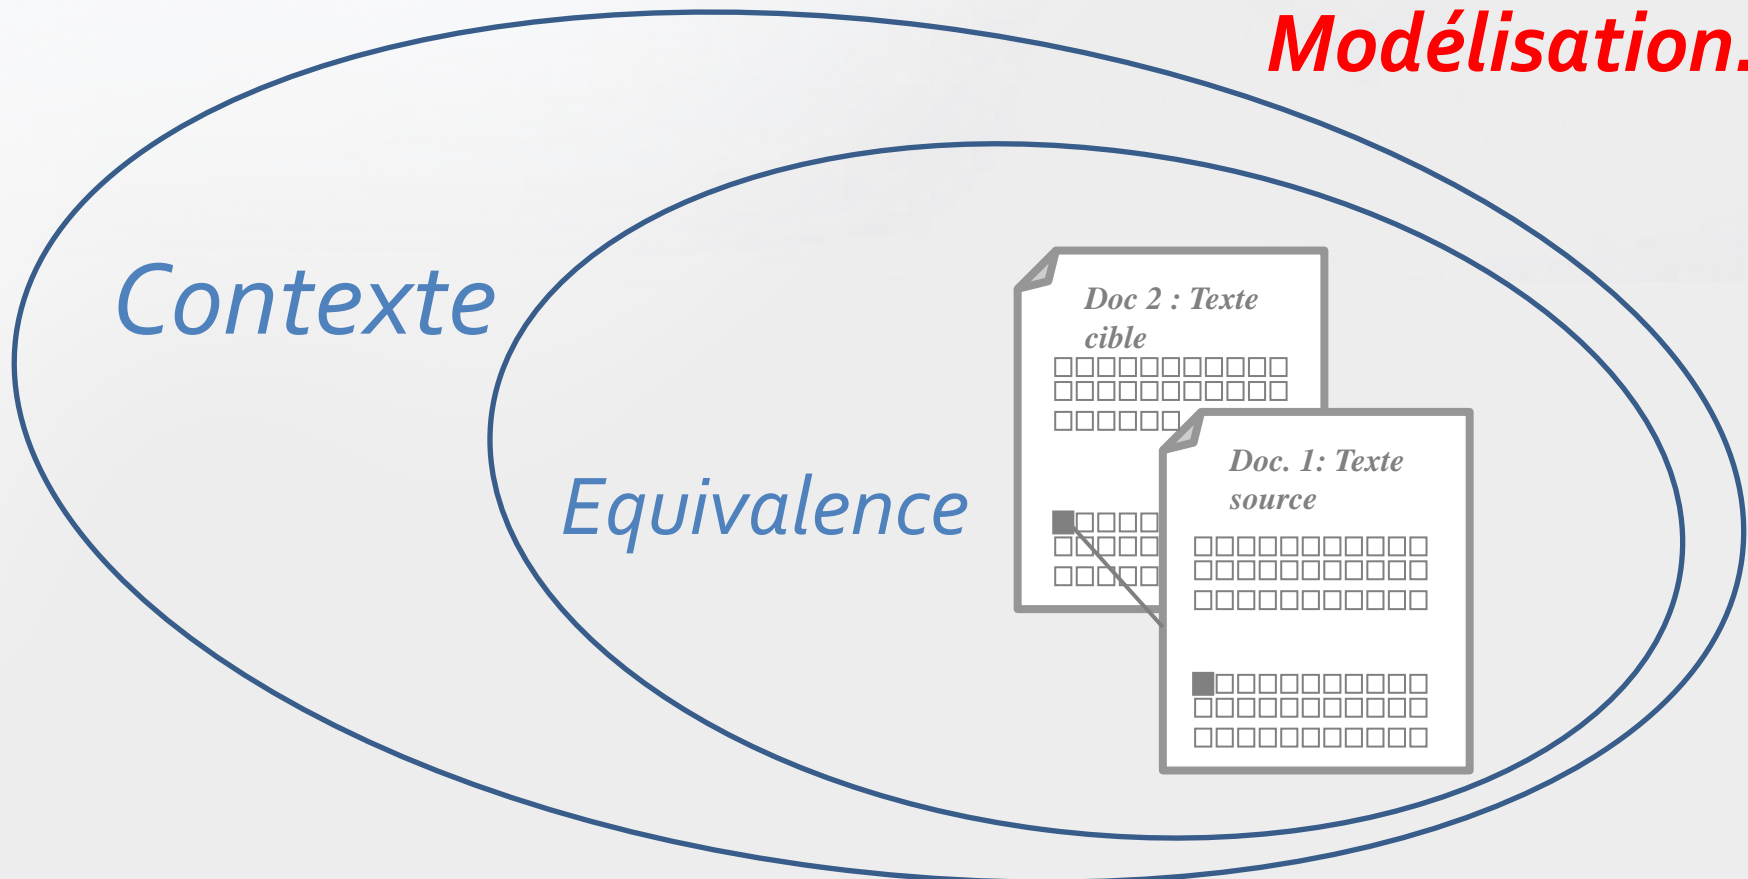 Modélisation.
Contexte
Doc 2 : Texte
cible
Equivalence
Doc. 1: Texte
source